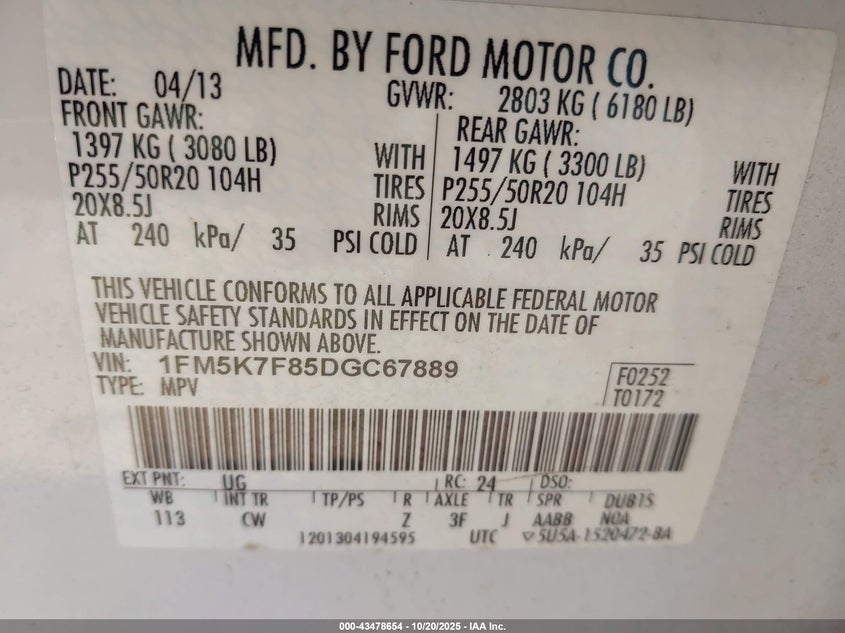 MFD. BY FORD MOTOR CO.
DATE: 04/13
GVWR: 2803 KG ( 6180 LB)
FRONT GAWR:
1397 KG ( 3080 LB) WITH
P255/50R20 104H TIRES
20X8.5J RIMS
AT 240 kPa/ 35 PSI COLD
REAR GAWR:
1497 KG ( 3300 LB) WITH
P255/50R20 104H TIRES
20X8.5J RIMS
AT 240 kPa/ 35 PSI COLD
THIS VEHICLE CONFORMS TO ALL APPLICABLE FEDERAL MOTOR
VEHICLE SAFETY STANDARDS IN EFFECT ON THE DATE OF
MANUFACTURE SHOWN ABOVE.
VIN: 1FM5K7F85DGC67889
TYPE: MPV
F0252
T0172
EXT PNT: UG RC: 24 DSO:
WB INT TR TP/PS R AXLE TR SPR DUBIS
113 CW Z 3F J AABB NOA
1201304194595 UTC ▽5U5A-1520472-BA
000-43478654 | 10/20/2025 - IAA Inc.